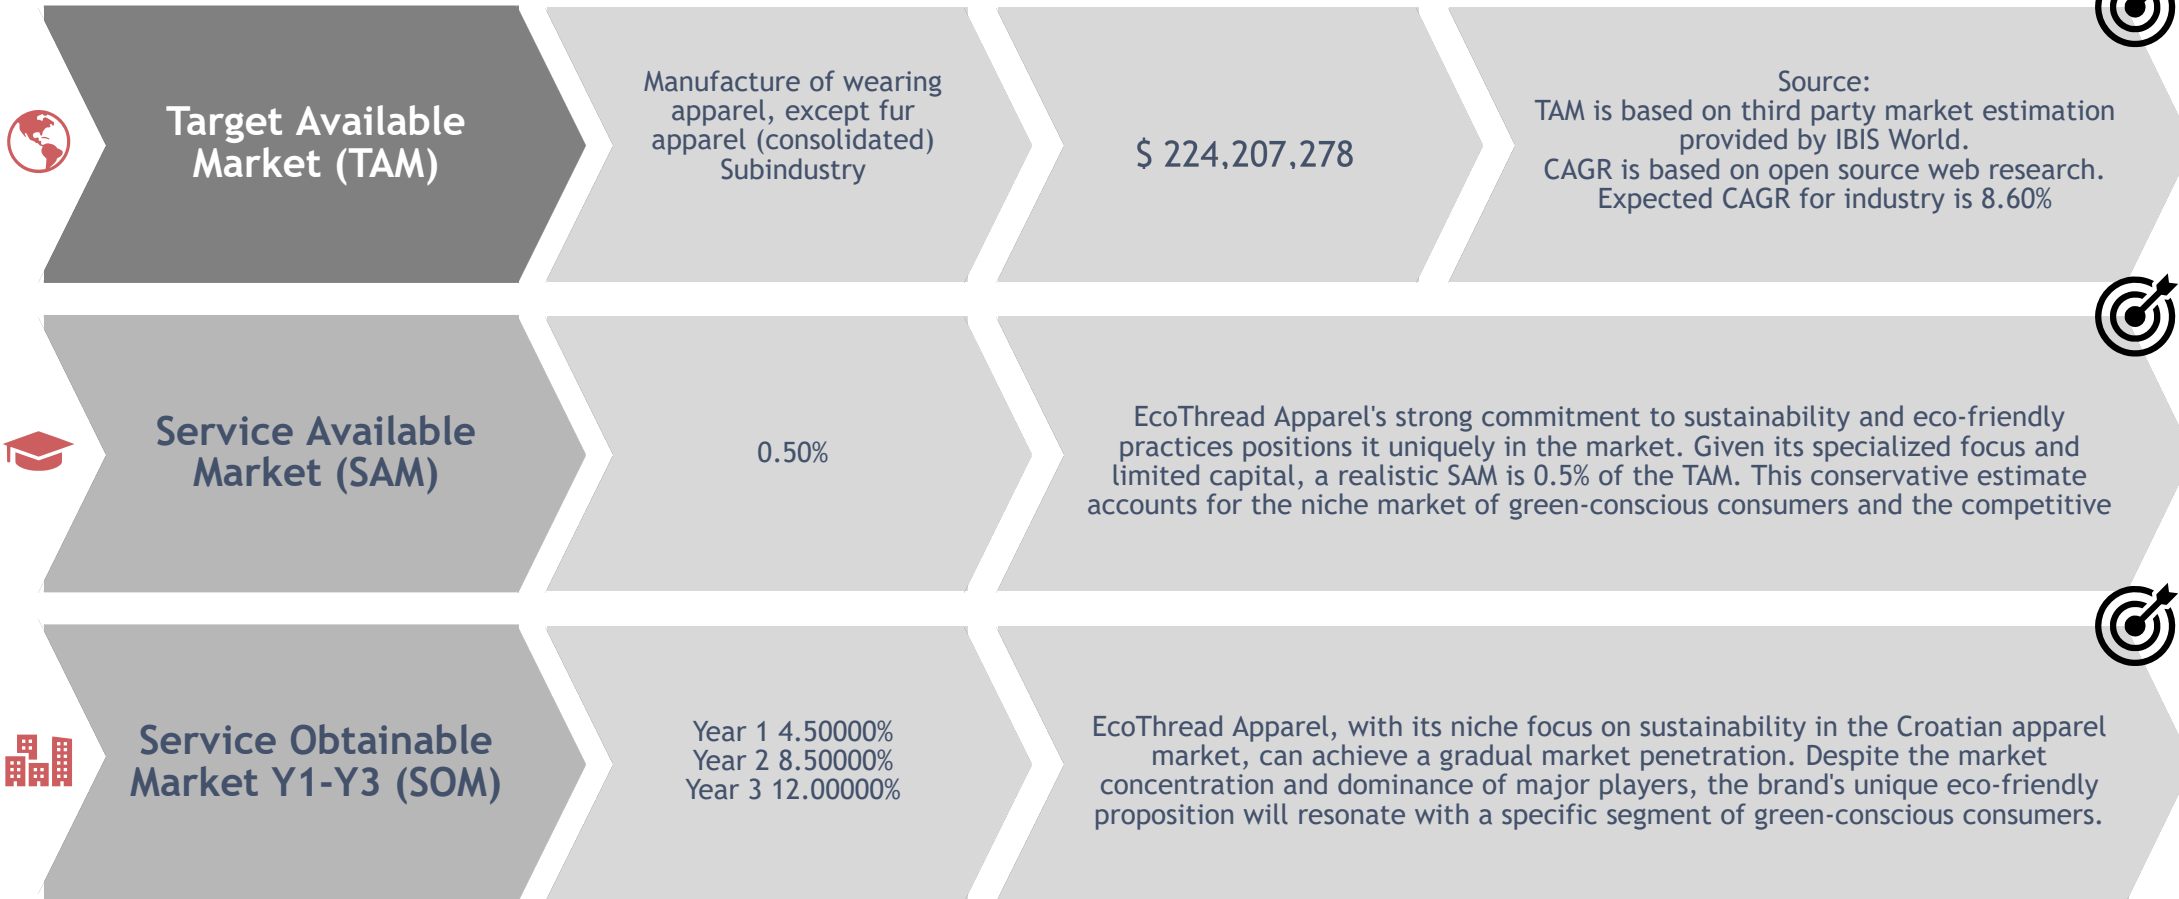 Target Available
Market (TAM)
Manufacture of wearing
apparel, except fur
apparel (consolidated)
Subindustry
$ 224,207,278
Source:
TAM is based on third party market estimation
provided by IBIS World.
CAGR is based on open source web research.
Expected CAGR for industry is 8.60%
Service Available
Market (SAM)
0.50%
EcoThread Apparel's strong commitment to sustainability and eco-friendly
practices positions it uniquely in the market. Given its specialized focus and
limited capital, a realistic SAM is 0.5% of the TAM. This conservative estimate
accounts for the niche market of green-conscious consumers and the competitive
Service Obtainable
Market Y1-Y3 (SOM)
Year 1 4.50000%
Year 2 8.50000%
Year 3 12.00000%
EcoThread Apparel, with its niche focus on sustainability in the Croatian apparel
market, can achieve a gradual market penetration. Despite the market
concentration and dominance of major players, the brand's unique eco-friendly
proposition will resonate with a specific segment of green-conscious consumers.